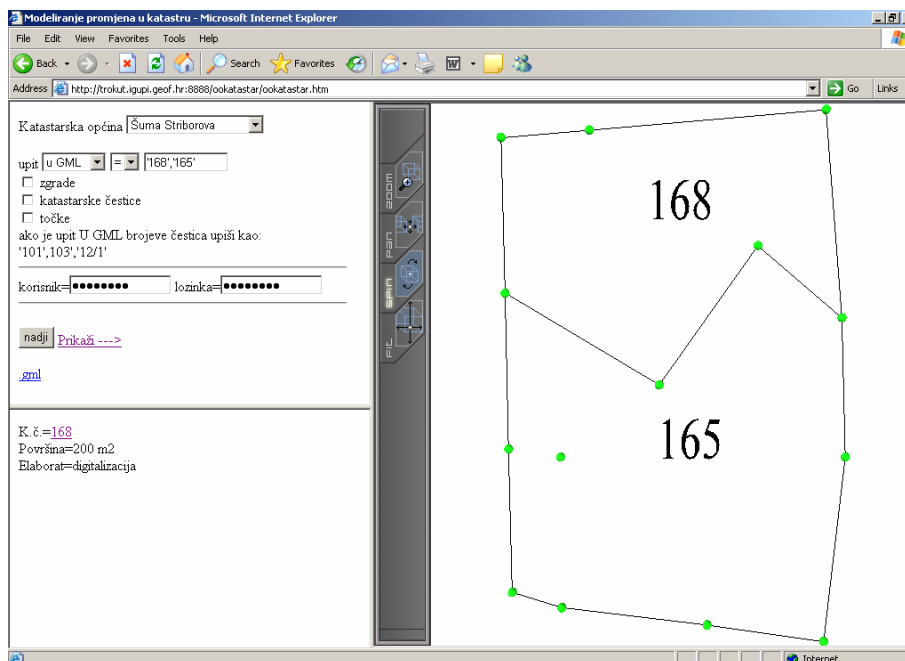 Modeliranje promjena u katastru - Microsoft Internet Explorer
File Edit View Favorites Tools Help
Back Search Favorites
Address http://trokut.igupi.geof.hr:8888/ookatastar/ookatastar.htm Go Links
Katastarska općina Šuma Striborova
upit u GML = '168','165'
zgrade
katastarske čestice
točke
ako je upit U GML brojeve čestica upiši kao:
'101',103','12/1'
korisnik=●●●●●●●● lozinka=●●●●●●●●
nadji Prikaži --->
.gml
K.č.=168
Površina=200 m2
Elaborat=digitalizacija
ZOOM
PAN
SPIN
FIT
168
165
Internet